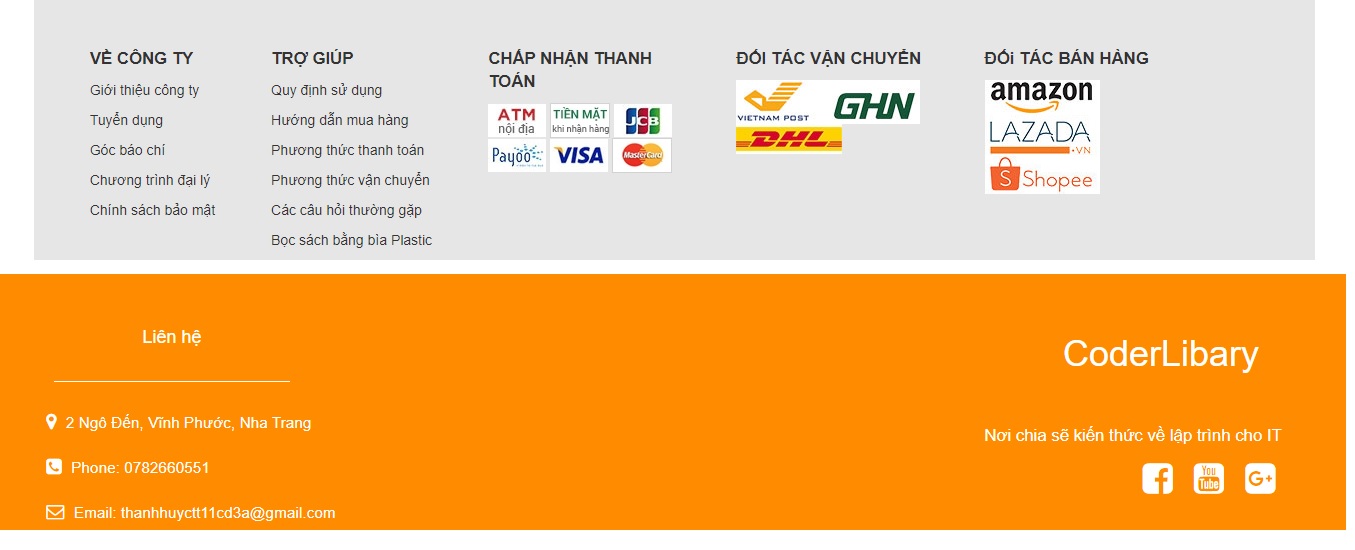 VỀ CÔNG TY
Giới thiệu công ty
Tuyển dụng
Góc báo chí
Chương trình đại lý
Chính sách bảo mật
TRỢ GIÚP
Quy định sử dụng
Hướng dẫn mua hàng
Phương thức thanh toán
Phương thức vận chuyển
Các câu hỏi thường gặp
Bọc sách bằng bìa Plastic
CHẤP NHẬN THANH
TOÁN
ATM
nội địa
TIỀN MẶT
khi nhận hàng
JCB
Payoo
VISA
MasterCard
ĐỐI TÁC VẬN CHUYỂN
VIETNAM POST
GHN
DHL
ĐỐi TÁC BÁN HÀNG
amazon
LAZADA
.VN
Shopee
Liên hệ
2 Ngô Đến, Vĩnh Phước, Nha Trang
Phone: 0782660551
Email: thanhhuyctt11cd3a@gmail.com
CoderLibary
Nơi chia sẽ kiến thức về lập trình cho IT
You
Tube
G+